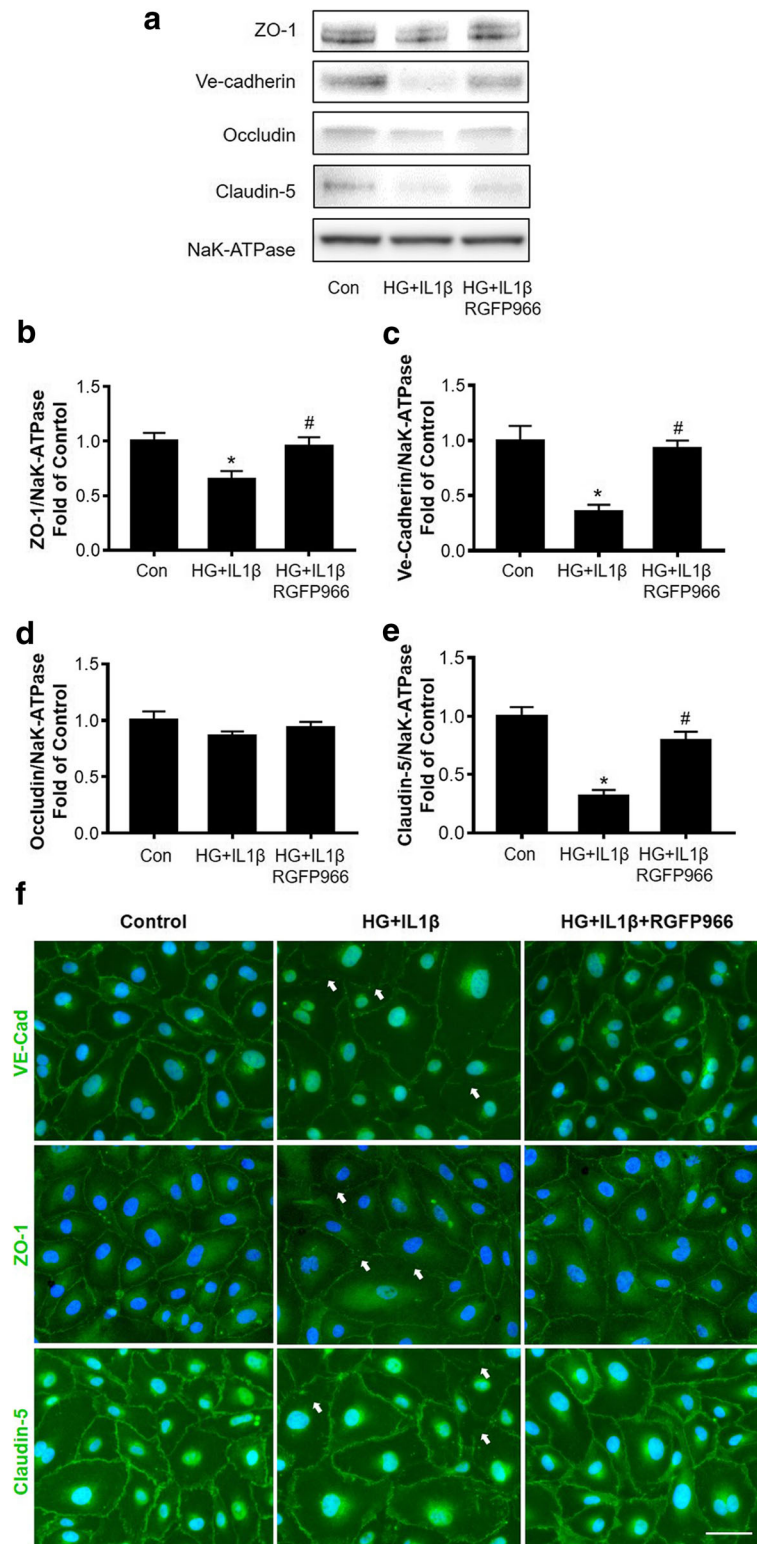 a
ZO-1
Ve-cadherin
Occludin
Claudin-5
NaK-ATPase
Con HG+IL1β HG+IL1β
RGFP966
b
ZO-1/NaK-ATPase
Fold of Conrtol
1.5
1.0
0.5
0.0
*
#
Con HG+IL1β HG+IL1β
RGFP966
c
Ve-Cadherin/NaK-ATPase
Fold of Control
1.5
1.0
0.5
0.0
*
#
Con HG+IL1β HG+IL1β
RGFP966
d
Occludin/NaK-ATPase
Fold of Control
1.5
1.0
0.5
0.0
Con HG+IL1β HG+IL1β
RGFP966
e
Claudin-5/NaK-ATPase
Fold of Control
1.5
1.0
0.5
0.0
*
#
Con HG+IL1β HG+IL1β
RGFP966
f
Control HG+IL1β HG+IL1β+RGFP966
VE-Cad
ZO-1
Claudin-5